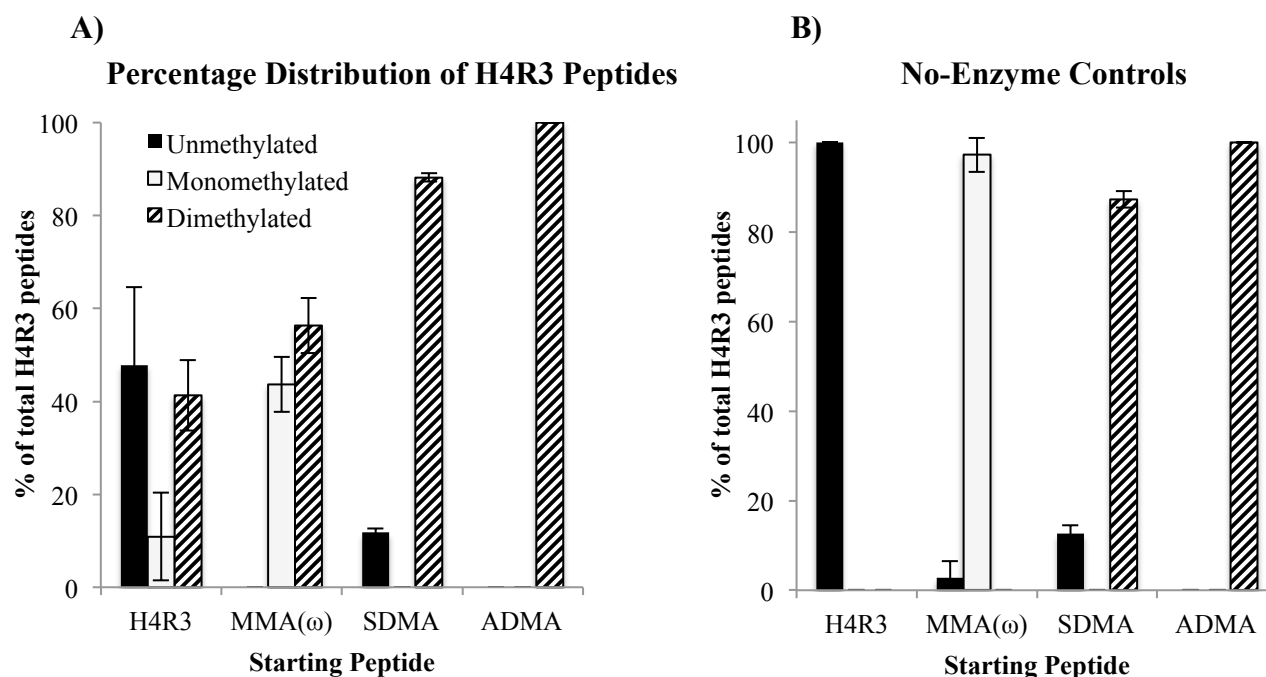 A)
Percentage Distribution of H4R3 Peptides
% of total H4R3 peptides
100
80
60
40
20
0
Unmethylated
Monomethylated
Dimethylated
H4R3 MMA(ω) SDMA ADMA
Starting Peptide
B)
No-Enzyme Controls
% of total H4R3 peptides
100
80
60
40
20
0
H4R3 MMA(ω) SDMA ADMA
Starting Peptide